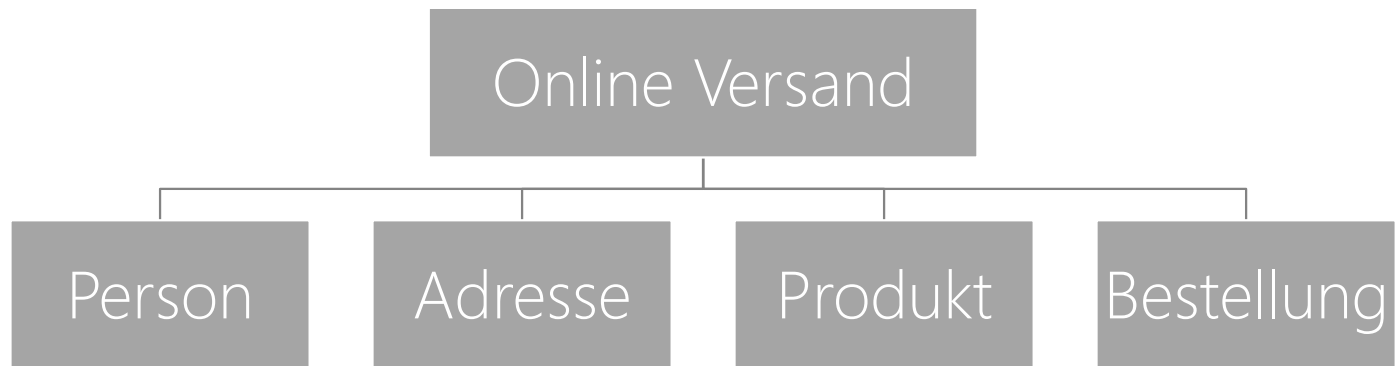 Online Versand
Person
Adresse
Produkt
Bestellung